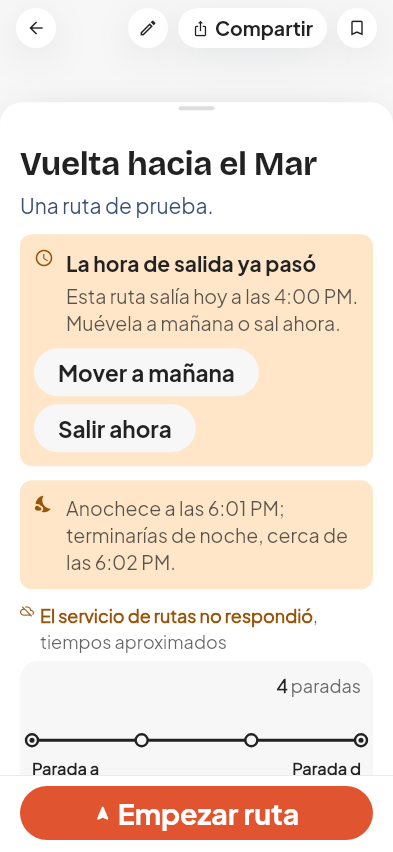 Compartir
Vuelta hacia el Mar
Una ruta de prueba.
La hora de salida ya pasó
Esta ruta salía hoy a las 4:00 PM.
Muévela a mañana o sal ahora.
Mover a mañana
Salir ahora
Anochece a las 6:01 PM;
terminarías de noche, cerca de
las 6:02 PM.
El servicio de rutas no respondió,
tiempos aproximados
4 paradas
Parada a
Parada d
Empezar ruta